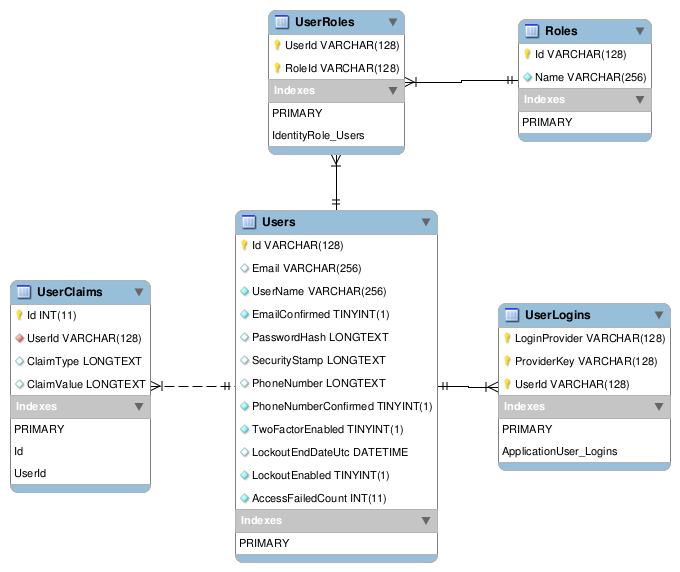 UserRoles
UserId VARCHAR(128)
RoleId VARCHAR(128)
Indexes
PRIMARY
IdentityRole_Users
Roles
Id VARCHAR(128)
Name VARCHAR(256)
Indexes
PRIMARY
Users
Id VARCHAR(128)
Email VARCHAR(256)
UserName VARCHAR(256)
EmailConfirmed TINYINT(1)
PasswordHash LONGTEXT
SecurityStamp LONGTEXT
PhoneNumber LONGTEXT
PhoneNumberConfirmed TINYINT(1)
TwoFactorEnabled TINYINT(1)
LockoutEndDateUtc DATETIME
LockoutEnabled TINYINT(1)
AccessFailedCount INT(11)
Indexes
PRIMARY
UserClaims
Id INT(11)
UserId VARCHAR(128)
ClaimType LONGTEXT
ClaimValue LONGTEXT
Indexes
PRIMARY
Id
UserId
UserLogins
LoginProvider VARCHAR(128)
ProviderKey VARCHAR(128)
UserId VARCHAR(128)
Indexes
PRIMARY
ApplicationUser_Logins